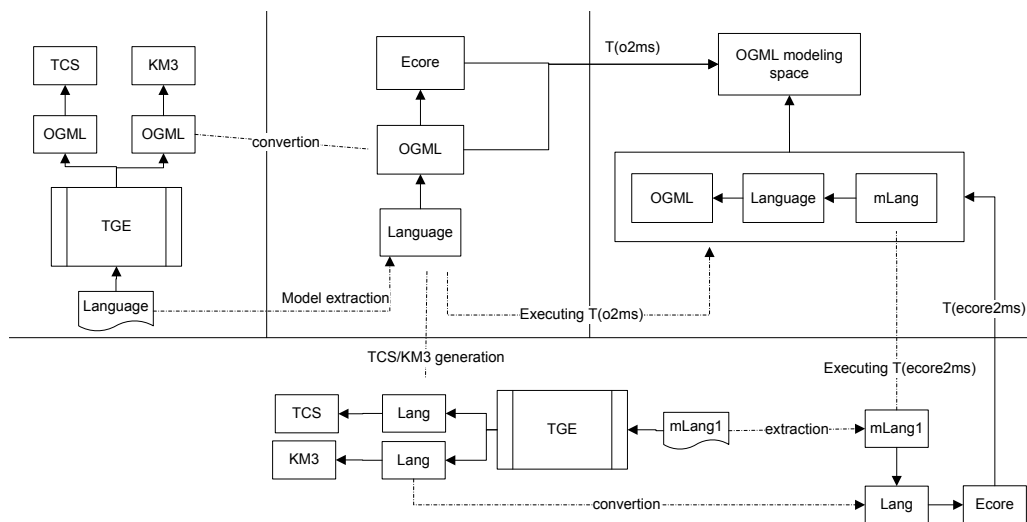 TCS
KM3
OGML
OGML
convertion
TGE
Language
Model extraction
Ecore
OGML
Language
T(o2ms)
Executing T(o2ms)
OGML modeling
space
OGML
Language
mLang
T(ecore2ms)
TCS/KM3 generation
Executing T(ecore2ms)
TCS
Lang
KM3
Lang
TGE
mLang1
extraction
mLang1
convertion
Lang
Ecore